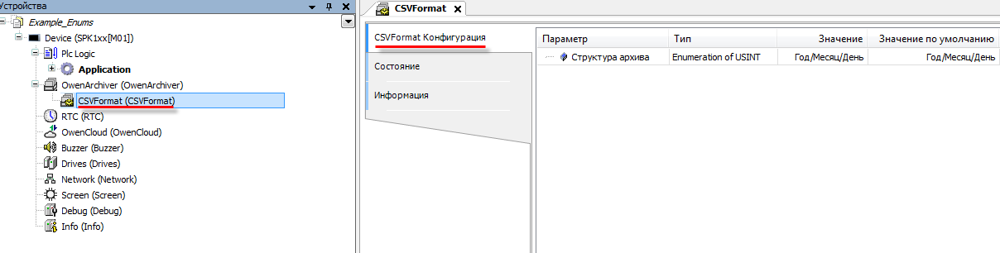 Устройства
Example_Enums
Device (SPK1xx[M01])
Plc Logic
Application
OwenArchiver (OwenArchiver)
CSVFormat (CSVFormat)
RTC (RTC)
OwenCloud (OwenCloud)
Buzzer (Buzzer)
Drives (Drives)
Network (Network)
Screen (Screen)
Debug (Debug)
Info (Info)
CSVFormat
CSVFormat Конфигурация
Состояние
Информация
Параметр Тип Значение Значение по умолчанию
Структура архива Enumeration of USINT Год/Месяц/День Год/Месяц/День